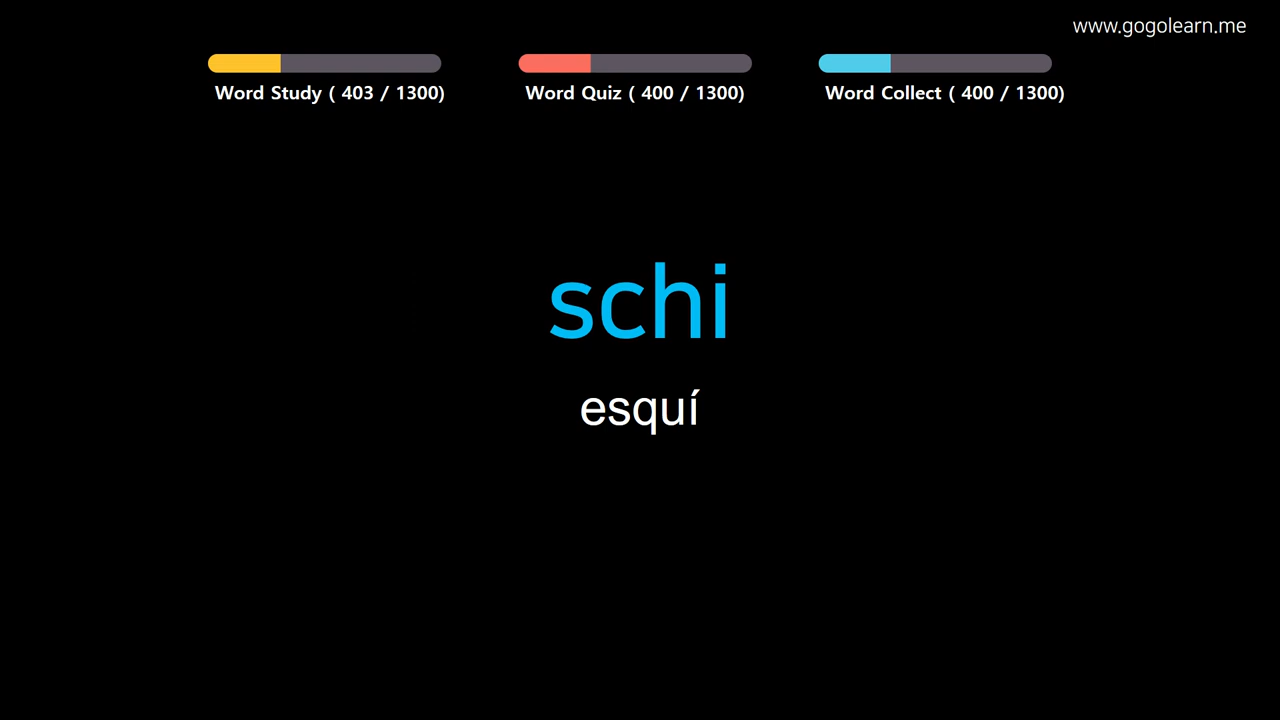 www.gogolearn.me
Word Study ( 403 / 1300)
Word Quiz ( 400 / 1300)
Word Collect ( 400 / 1300)
schi
esquí